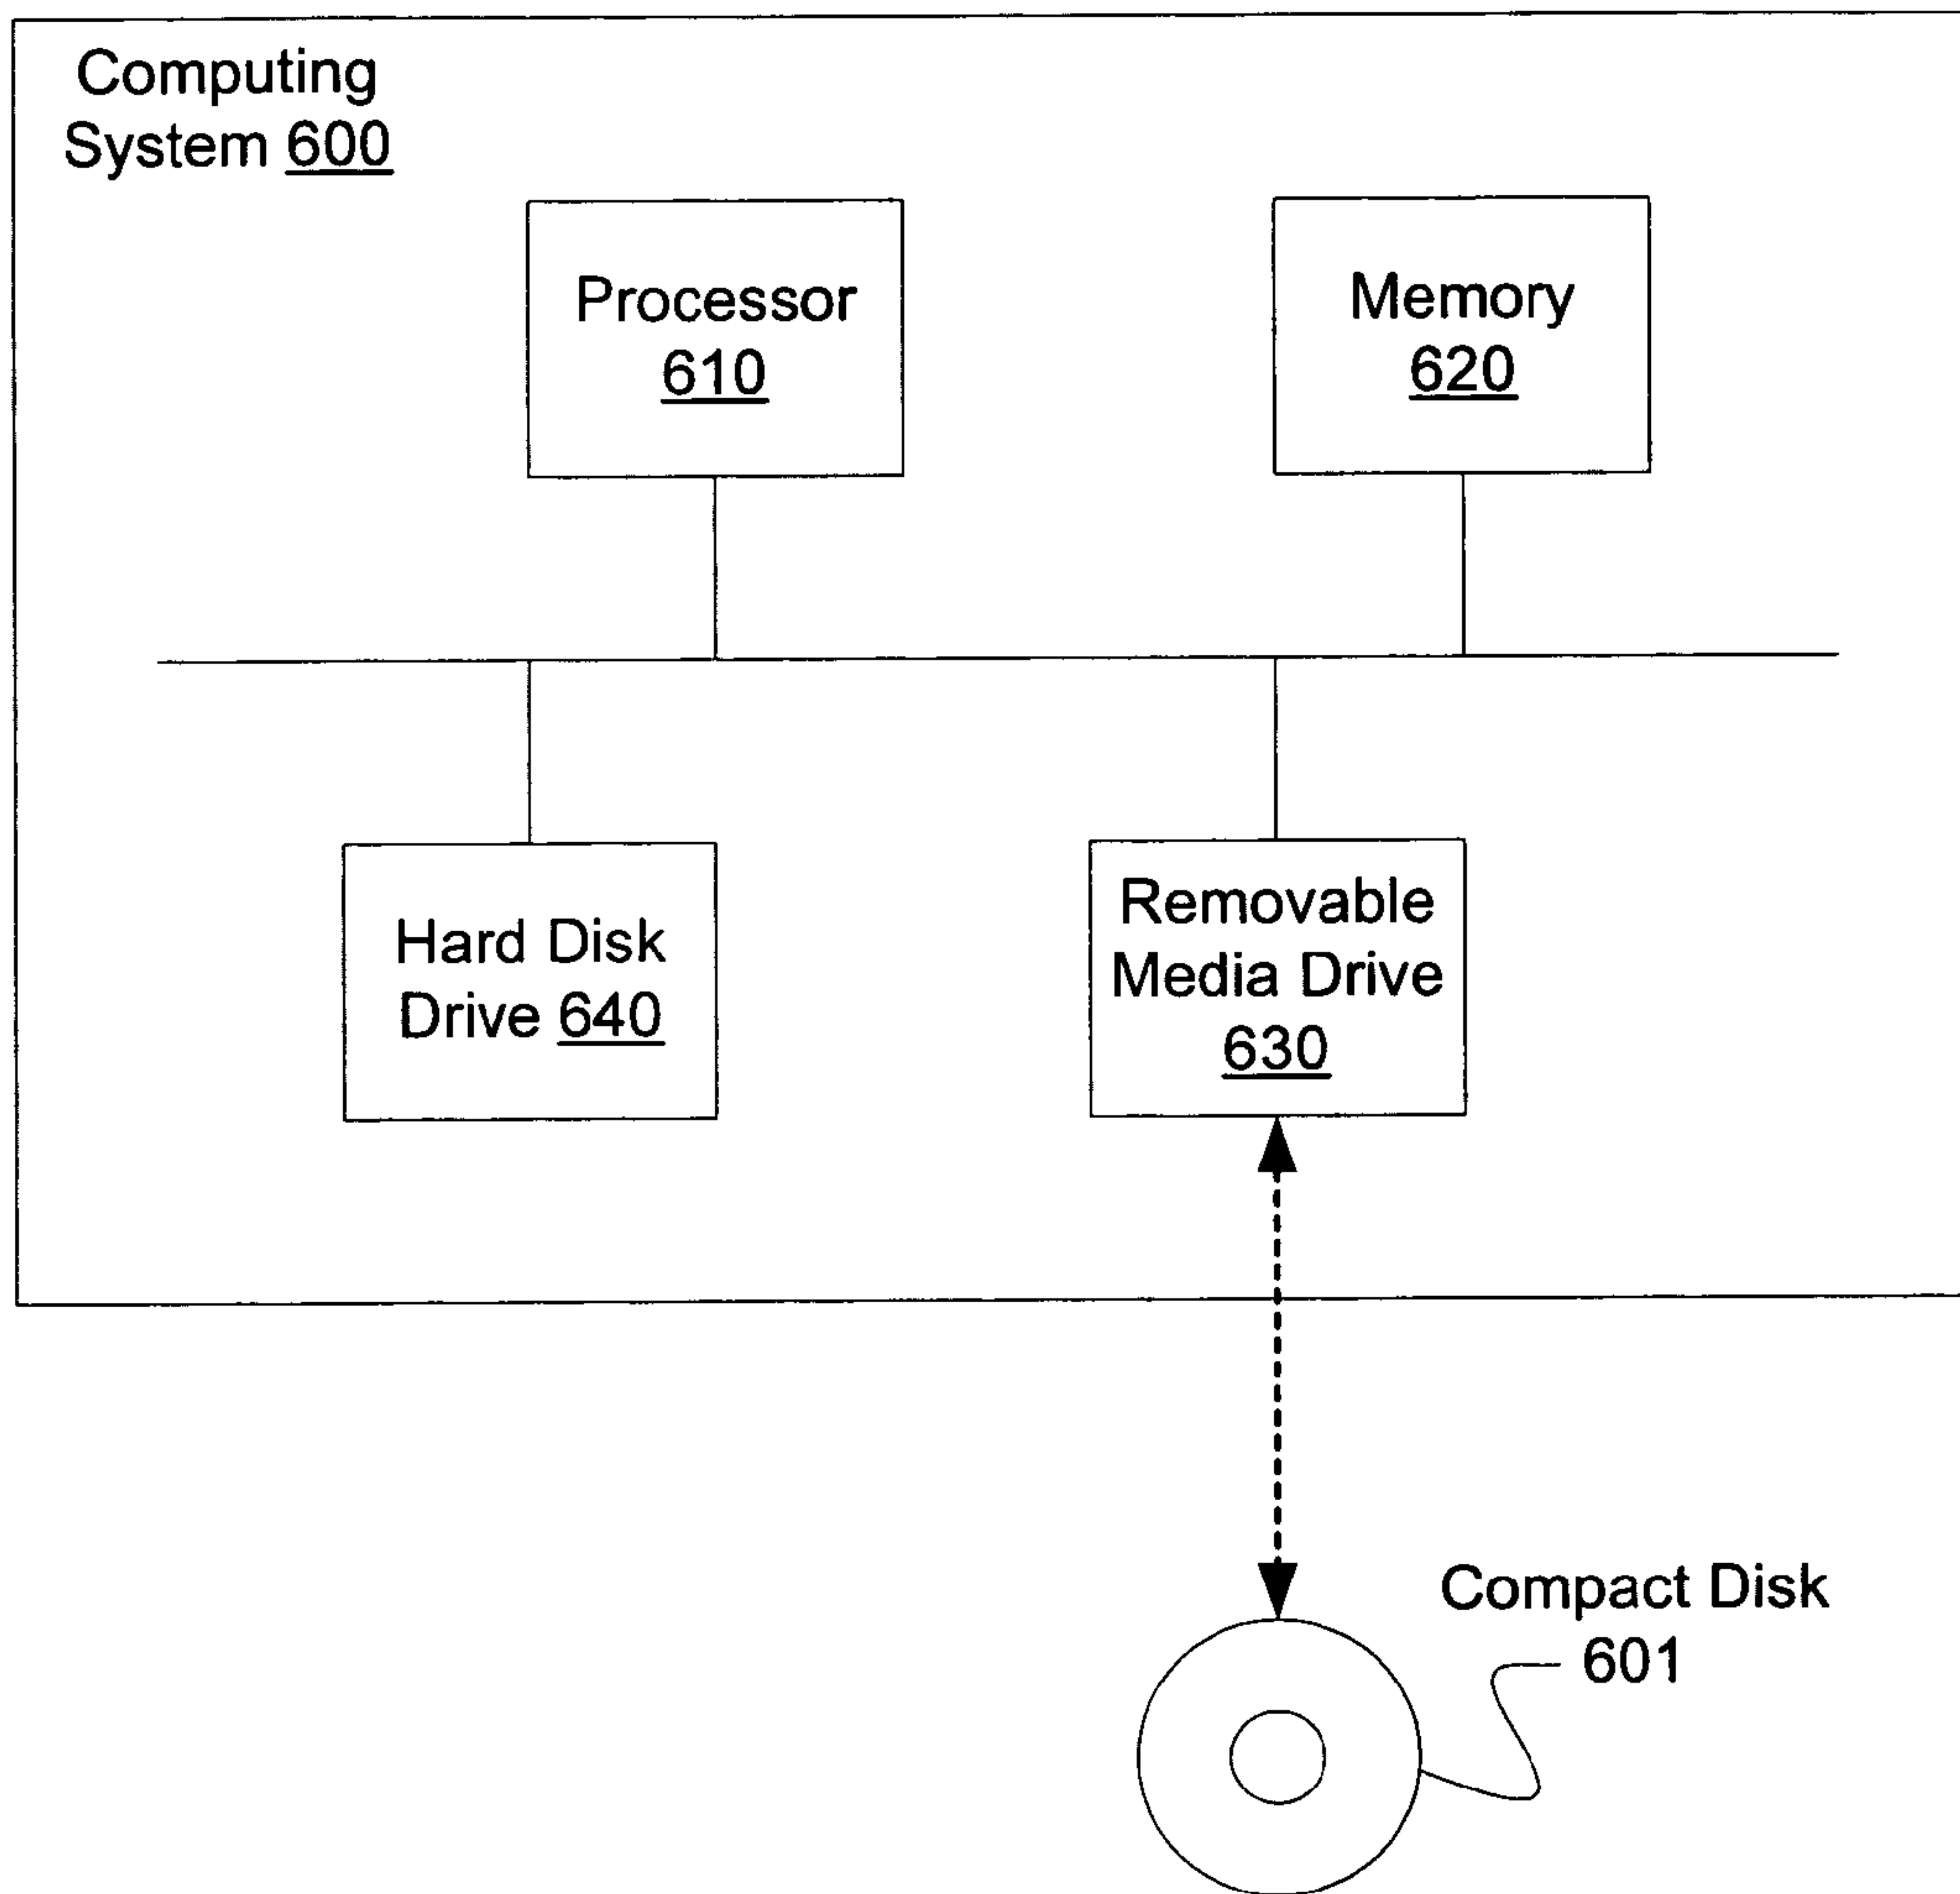 Computing
System 600
Processor
610
Memory
620
Hard Disk
Drive 640
Removable
Media Drive
630
Compact Disk
601